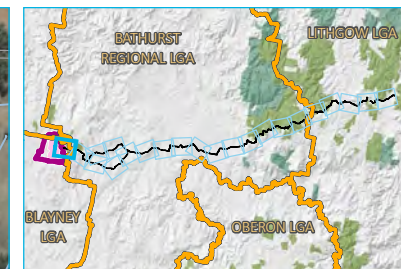 LITHGOW LGA
BATHURST
REGIONAL LGA
BLAYNEY
LGA
OBERON LGA